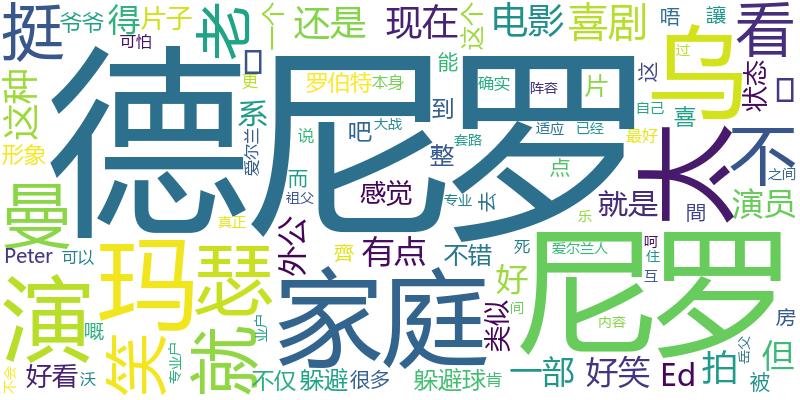 挺 爷爷 得 片子 老 一个 还是 现在 这个 电影 喜剧 唔 讓 看
可怕 能 这 过
这种 更 系 罗伯特 本身 确实 阵容 片 乌 状态
德尼罗 到 自己 喜
爱尔兰 说 吧 大战 套路 适应 已经 最好 太 不
形象 整 点 之间
曼 而 感觉 去 就是 演员
祖父 专业 乐 間
真正 外公
Peter 可以 玛 瑟 齊 有点 不错 死 爱尔兰人 呵 尼罗
演 家庭 好 住
嘅 笑 就 业户 类似 间 互 内容 房
专业户 岳父 但
不会 好看 沃 不仅 躲避 很多 躲避球 肯 一部 好笑 Ed 拍 被